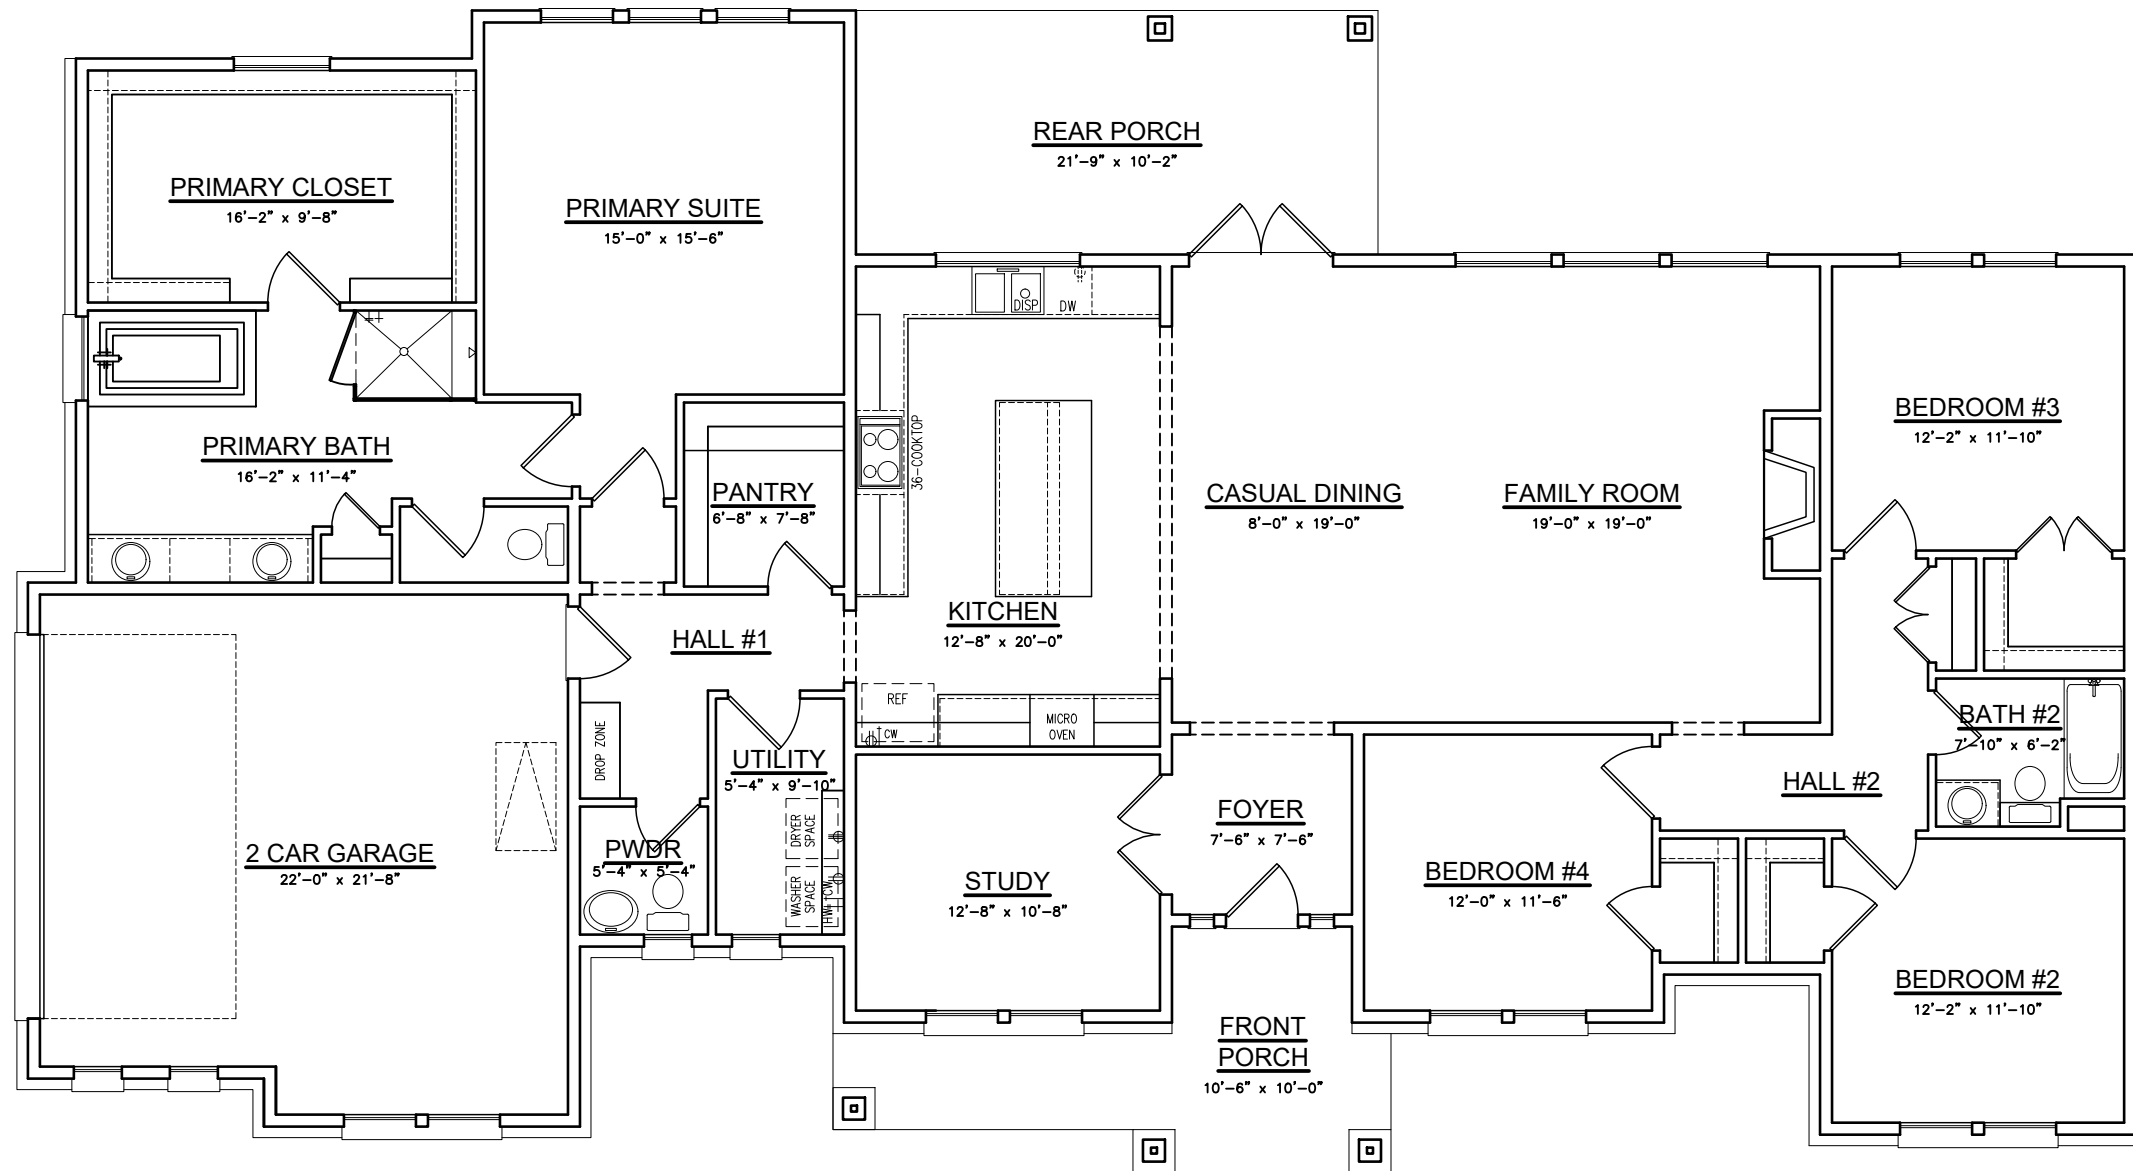 REAR PORCH
21'-9" x 10'-2"
PRIMARY CLOSET
16'-2" x 9'-8"
PRIMARY SUITE
15'-0" x 15'-6"
DISP
DW
PRIMARY BATH
16'-2" x 11'-4"
PANTRY
6'-8" x 7'-8"
36-COOKTOP
CASUAL DINING
8'-0" x 19'-0"
FAMILY ROOM
19'-0" x 19'-0"
BEDROOM #3
12'-2" x 11'-10"
KITCHEN
12'-8" x 20'-0"
HALL #1
REF
CW
MICRO
OVEN
DROP ZONE
UTILITY
5'-4" x 9'-10"
DRYER
SPACE
WASHER
SPACE
HW
CW
BATH #2
7'-10" x 6'-2"
HALL #2
FOYER
7'-6" x 7'-6"
2 CAR GARAGE
22'-0" x 21'-8"
PWDR
5'-4" x 5'-4"
STUDY
12'-8" x 10'-8"
BEDROOM #4
12'-0" x 11'-6"
BEDROOM #2
12'-2" x 11'-10"
FRONT
PORCH
10'-6" x 10'-0"